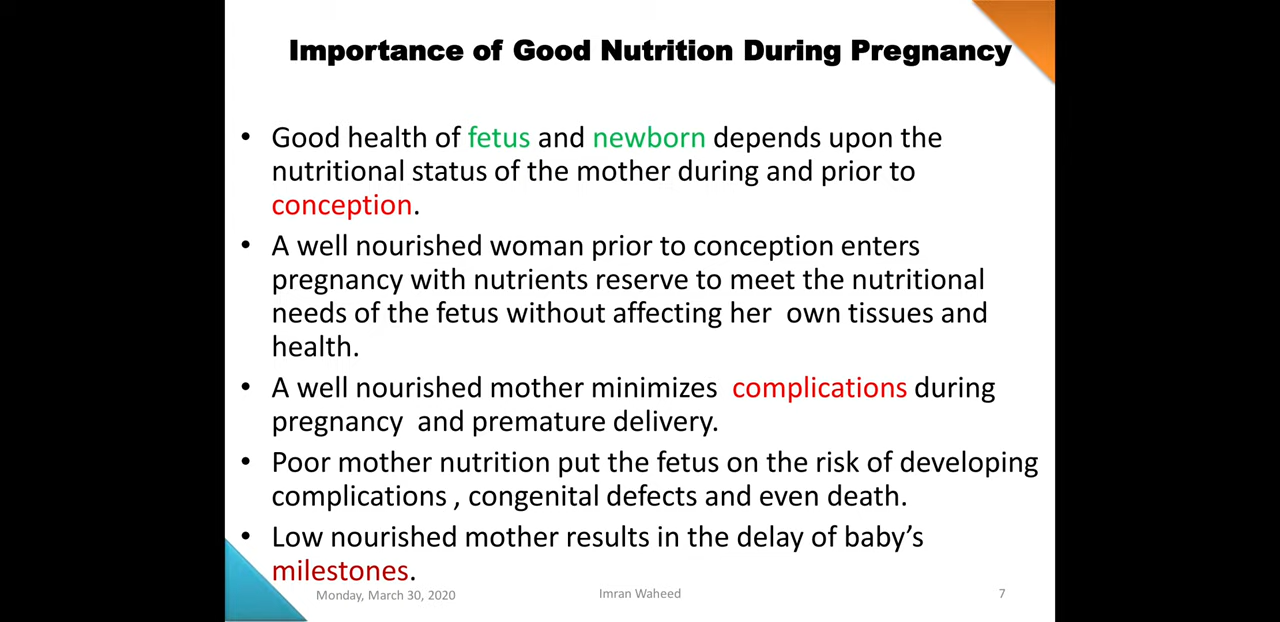 Importance of Good Nutrition During Pregnancy
• Good health of fetus and newborn depends upon the
nutritional status of the mother during and prior to
conception.
• A well nourished woman prior to conception enters
pregnancy with nutrients reserve to meet the nutritional
needs of the fetus without affecting her  own tissues and
health.
• A well nourished mother minimizes  complications during
pregnancy  and premature delivery.
• Poor mother nutrition put the fetus on the risk of developing
complications , congenital defects and even death.
• Low nourished mother results in the delay of baby’s
milestones.
Monday, March 30, 2020 Imran Waheed 7